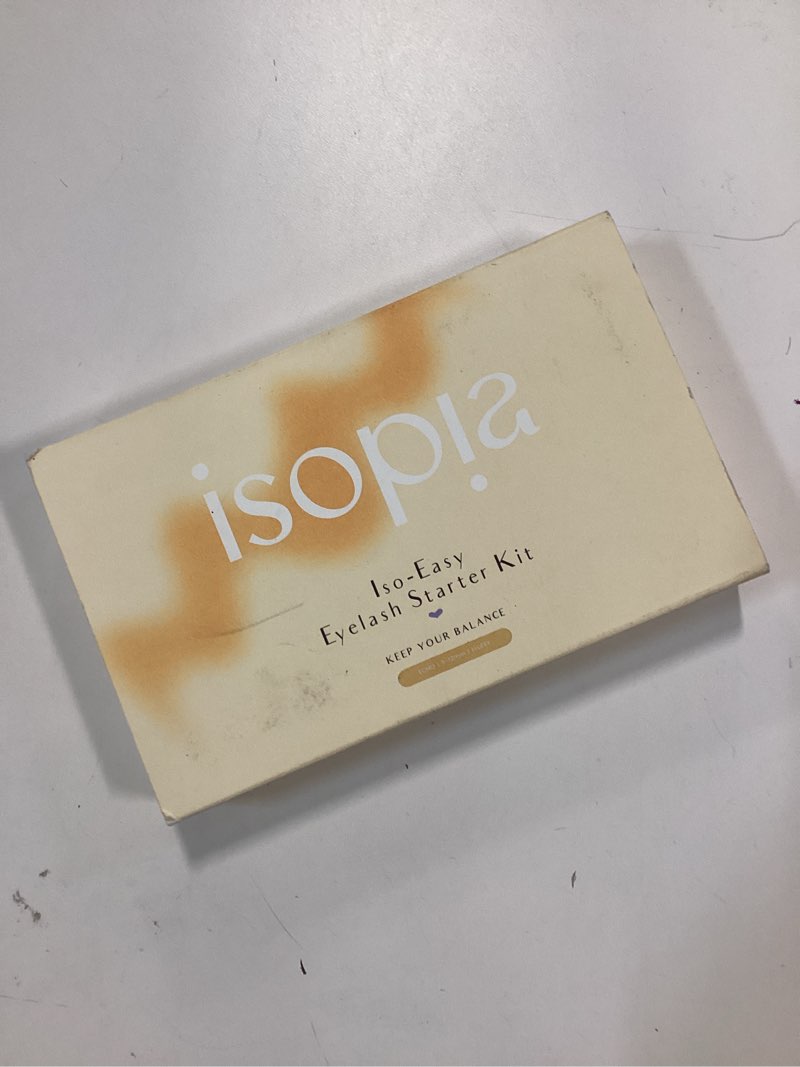 isopia
Iso-Easy
Eyelash Starter Kit
KEEP YOUR BALANCE